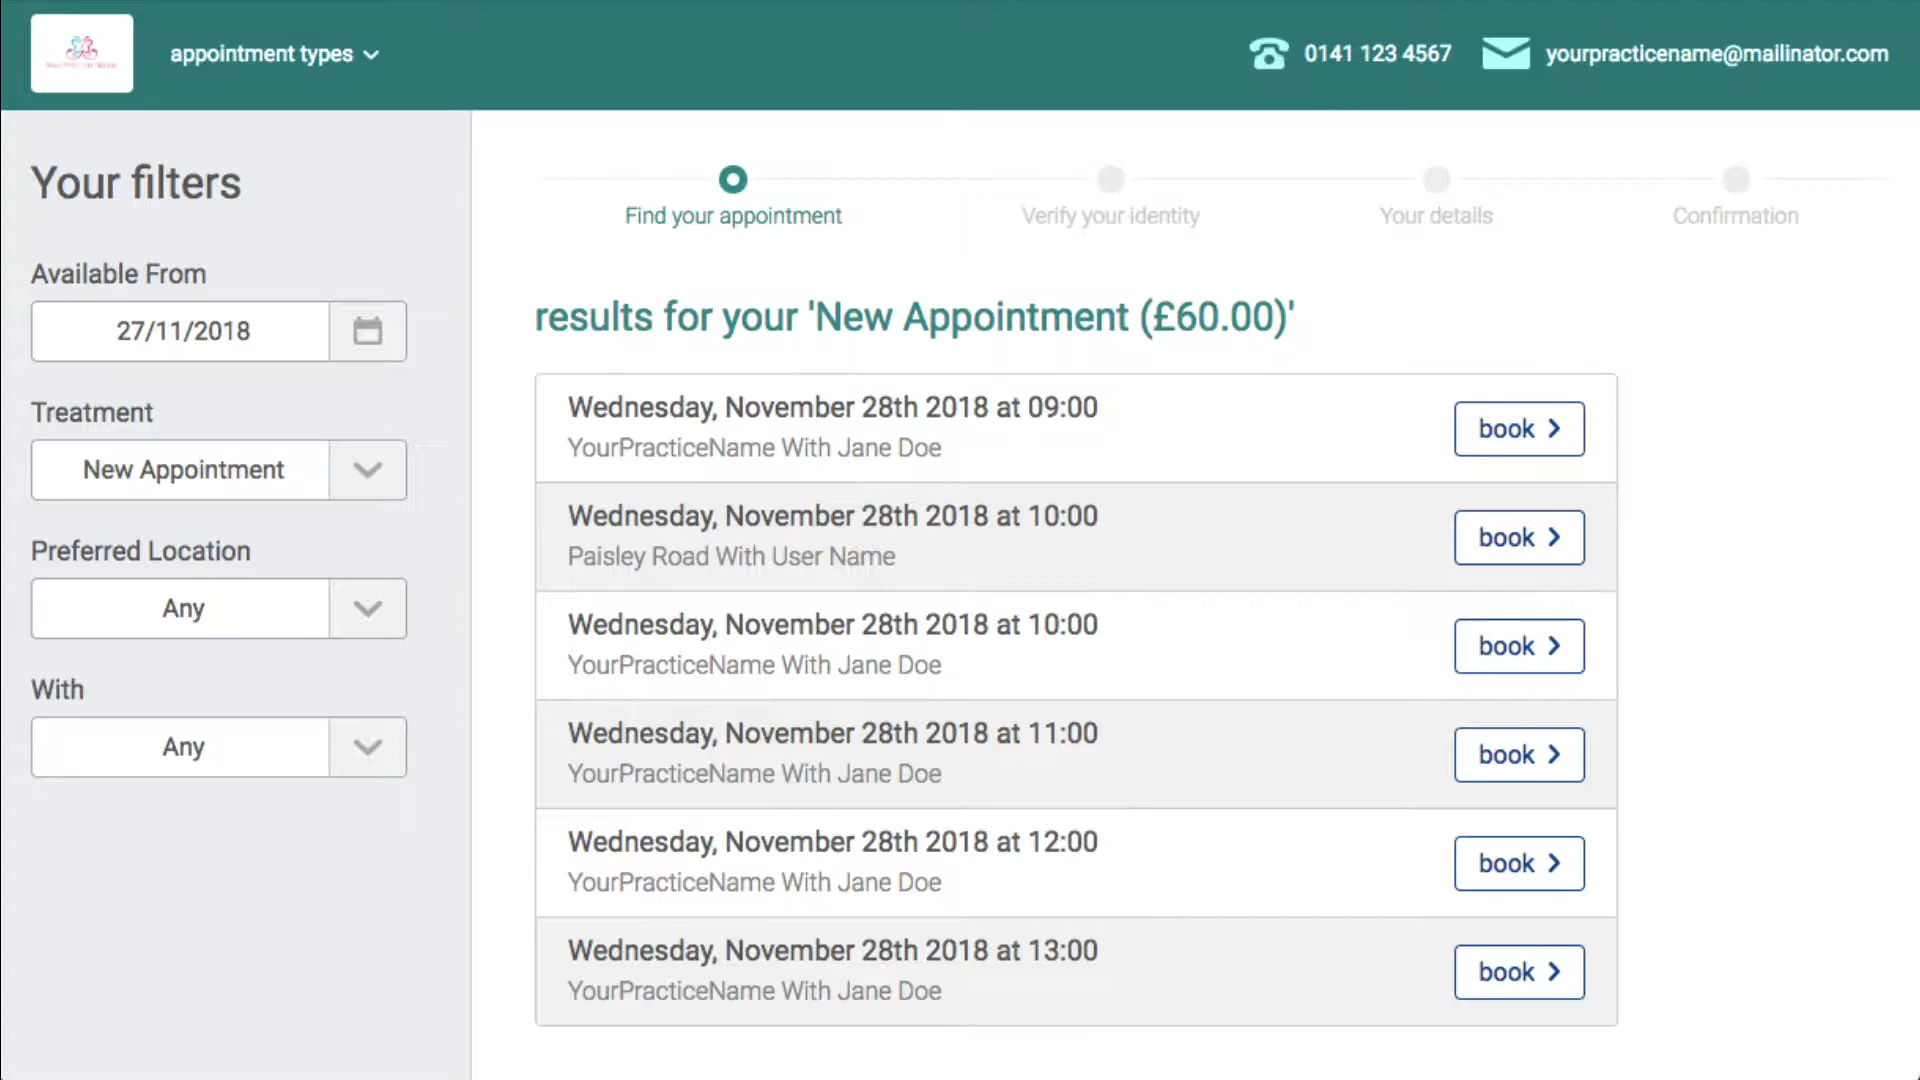 appointment types
0141 123 4567
yourpracticename@mailinator.com
Your filters
Available From
27/11/2018
Treatment
New Appointment
Preferred Location
Any
With
Any
Find your appointment
Verify your identity
Your details
Confirmation
results for your 'New Appointment (£60.00)'
Wednesday, November 28th 2018 at 09:00
YourPracticeName With Jane Doe
book
Wednesday, November 28th 2018 at 10:00
Paisley Road With User Name
book
Wednesday, November 28th 2018 at 10:00
YourPracticeName With Jane Doe
book
Wednesday, November 28th 2018 at 11:00
YourPracticeName With Jane Doe
book
Wednesday, November 28th 2018 at 12:00
YourPracticeName With Jane Doe
book
Wednesday, November 28th 2018 at 13:00
YourPracticeName With Jane Doe
book